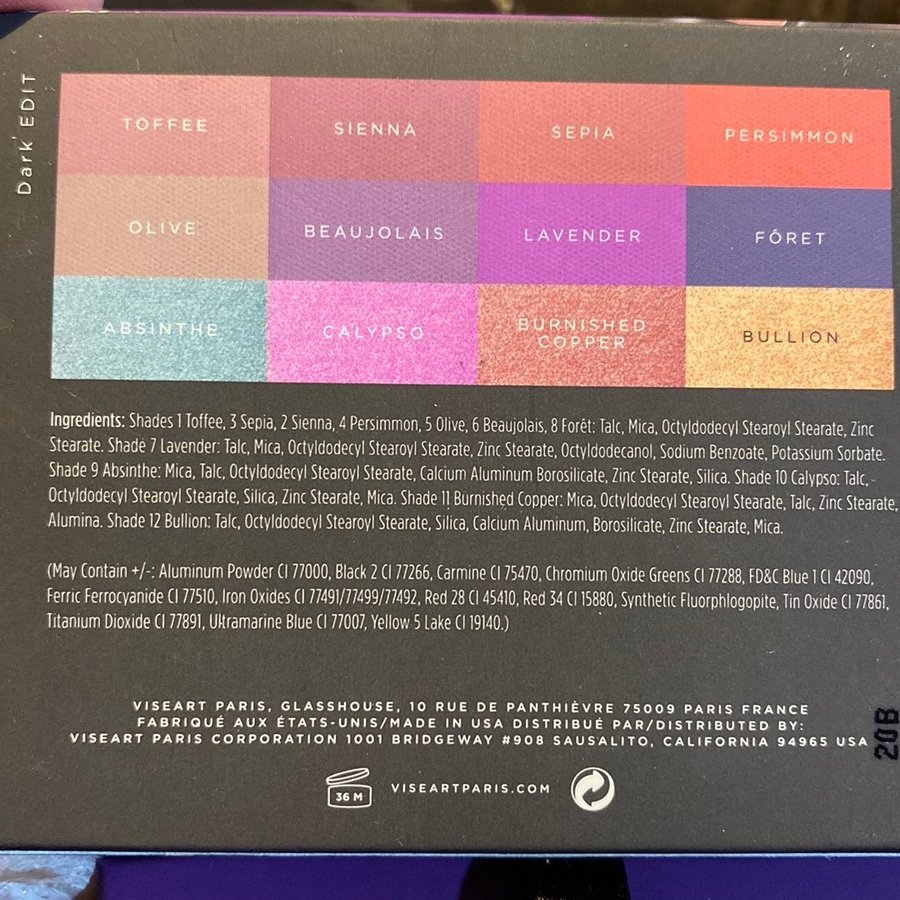 Dark' EDIT
TOFFEE SIENNA SEPIA PERSIMMON
OLIVE BEAUJOLAIS LAVENDER FÔRET
ABSINTHE CALYPSO BURNISHED COPPER BULLION
Ingredients: Shades 1 Toffee, 3 Sepia, 2 Sienna, 4 Persimmon, 5 Olive, 6 Beaujolais, 8 Forêt: Talc, Mica, Octyldodecyl Stearoyl Stearate, Zinc
Stearate. Shade 7 Lavender: Talc, Mica, Octyldodecyl Stearoyl Stearate, Zinc Stearate, Octyldodecanol, Sodium Benzoate, Potassium Sorbate.
Shade 9 Absinthe: Mica, Talc, Octyldodecyl Stearoyl Stearate, Calcium Aluminum Borosilicate, Zinc Stearate, Silica. Shade 10 Calypso: Talc, -
Octyldodecyl Stearoyl Stearate, Silica, Zinc Stearate, Mica. Shade 11 Burnished Copper: Mica, Octyldodecyl Stearoyl Stearate, Talc, Zinc Stearate,
Alumina. Shade 12 Bullion: Talc, Octyldodecyl Stearoyl Stearate, Silica, Calcium Aluminum, Borosilicate, Zinc Stearate, Mica.
(May Contain +/-: Aluminum Powder CI 77000, Black 2 CI 77266, Carmine CI 75470, Chromium Oxide Greens CI 77288, FD&C Blue 1 CI 42090,
Ferric Ferrocyanide CI 77510, Iron Oxides CI 77491/77499/77492, Red 28 CI 45410, Red 34 CI 15880, Synthetic Fluorphlogopite, Tin Oxide CI 77861,
Titanium Dioxide CI 77891, Ultramarine Blue CI 77007, Yellow 5 Lake CI 19140.)
VISEART PARIS, GLASSHOUSE, 10 RUE DE PANTHIÈVRE 75009 PARIS FRANCE
FABRIQUÉ AUX ÉTATS-UNIS/MADE IN USA DISTRIBUÉ PAR/DISTRIBUTED BY:
VISEART PARIS CORPORATION 1001 BRIDGEWAY #908 SAUSALITO, CALIFORNIA 94965 USA
20B
36 M VISEARTPARIS.COM